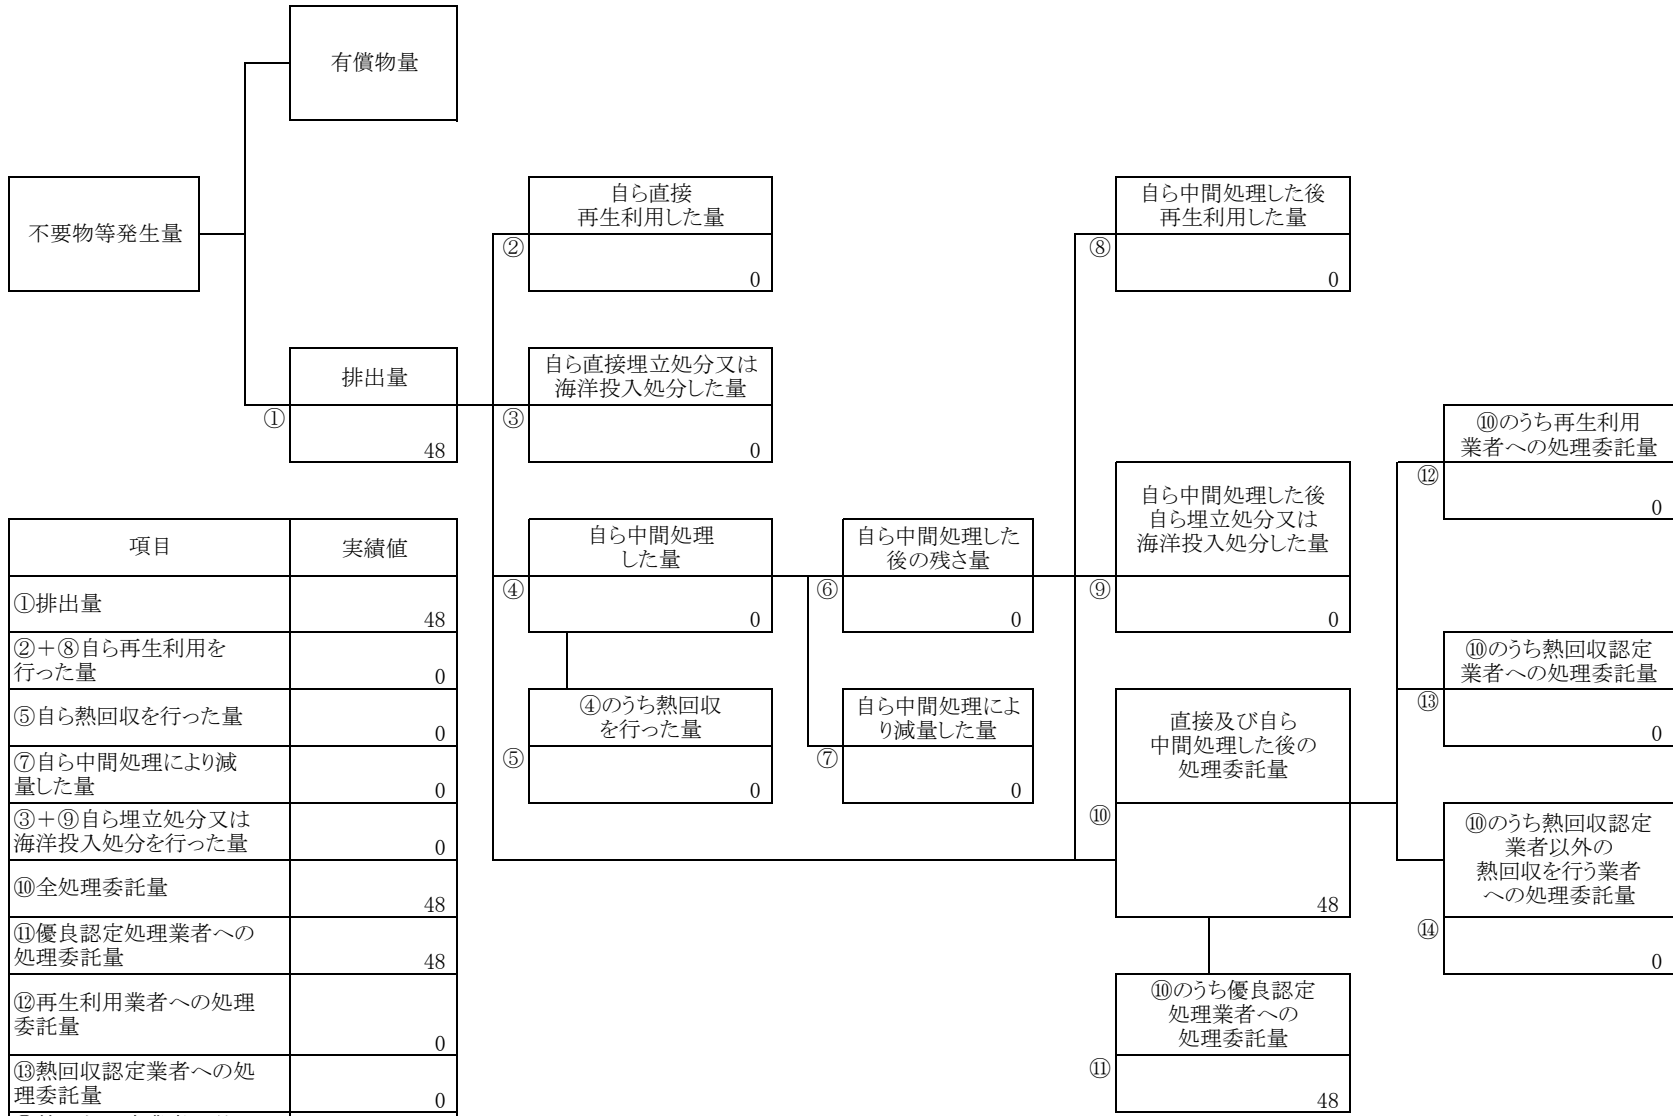 有償物量
不要物等発生量
自ら直接
再生利用した量
②
0
自ら中間処理した後
再生利用した量
⑧
0
排出量
①
48
自ら直接埋立処分又は
海洋投入処分した量
③
0
⑩のうち再生利用
業者への処理委託量
⑫
0
自ら中間処理
した量
④
0
自ら中間処理した
後の残さ量
⑥
0
自ら中間処理した後
自ら埋立処分又は
海洋投入処分した量
⑨
0
⑩のうち熱回収認定
業者への処理委託量
⑬
0
④のうち熱回収
を行った量
⑤
0
自ら中間処理によ
り減量した量
⑦
0
直接及び自ら
中間処理した後の
処理委託量
⑩
48
⑩のうち熱回収認定
業者以外の
熱回収を行う業者
への処理委託量
⑭
0
⑩のうち優良認定
処理業者への
処理委託量
⑪
48
項目
実績値
①排出量
48
②＋⑧自ら再生利用を
行った量
0
⑤自ら熱回収を行った量
0
⑦自ら中間処理により減
量した量
0
③＋⑨自ら埋立処分又は
海洋投入処分を行った量
0
⑩全処理委託量
48
⑪優良認定処理業者への
処理委託量
48
⑫再生利用業者への処理
委託量
0
⑬熱回収認定業者への処
理委託量
0